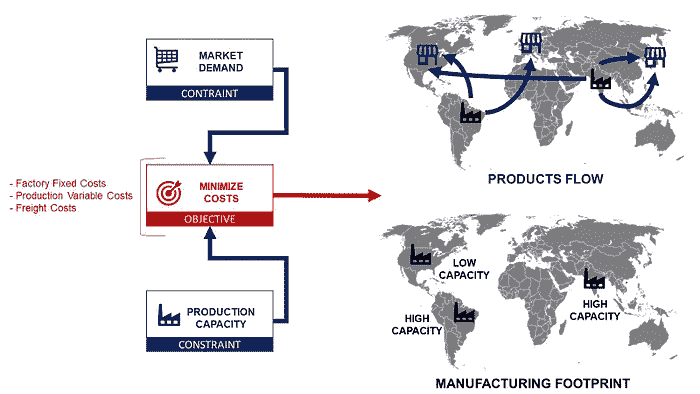 MARKET
DEMAND
CONTRAINT
- Factory Fixed Costs
- Production Variable Costs
- Freight Costs
MINIMIZE
COSTS
OBJECTIVE
PRODUCTION
CAPACITY
CONSTRAINT
PRODUCTS FLOW
LOW
CAPACITY
HIGH
CAPACITY
HIGH
CAPACITY
MANUFACTURING FOOTPRINT